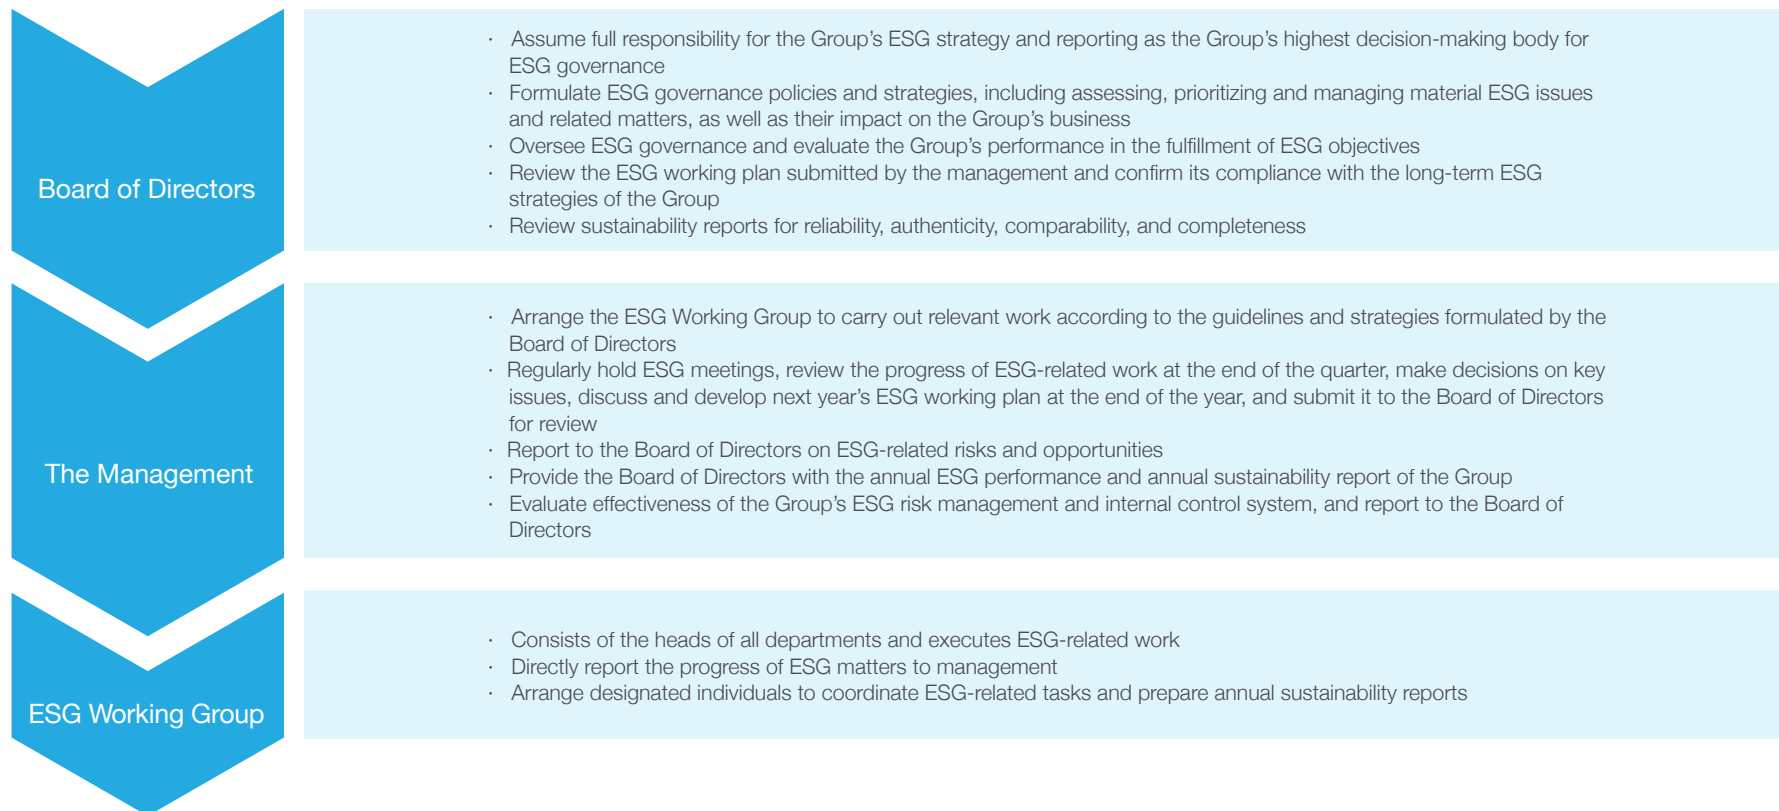 Board of Directors
· Assume full responsibility for the Group’s ESG strategy and reporting as the Group’s highest decision-making body for
ESG governance
· Formulate ESG governance policies and strategies, including assessing, prioritizing and managing material ESG issues
and related matters, as well as their impact on the Group’s business
· Oversee ESG governance and evaluate the Group’s performance in the fulfillment of ESG objectives
· Review the ESG working plan submitted by the management and confirm its compliance with the long-term ESG
strategies of the Group
· Review sustainability reports for reliability, authenticity, comparability, and completeness
The Management
· Arrange the ESG Working Group to carry out relevant work according to the guidelines and strategies formulated by the
Board of Directors
· Regularly hold ESG meetings, review the progress of ESG-related work at the end of the quarter, make decisions on key
issues, discuss and develop next year’s ESG working plan at the end of the year, and submit it to the Board of Directors
for review
· Report to the Board of Directors on ESG-related risks and opportunities
· Provide the Board of Directors with the annual ESG performance and annual sustainability report of the Group
· Evaluate effectiveness of the Group’s ESG risk management and internal control system, and report to the Board of
Directors
ESG Working Group
· Consists of the heads of all departments and executes ESG-related work
· Directly report the progress of ESG matters to management
· Arrange designated individuals to coordinate ESG-related tasks and prepare annual sustainability reports